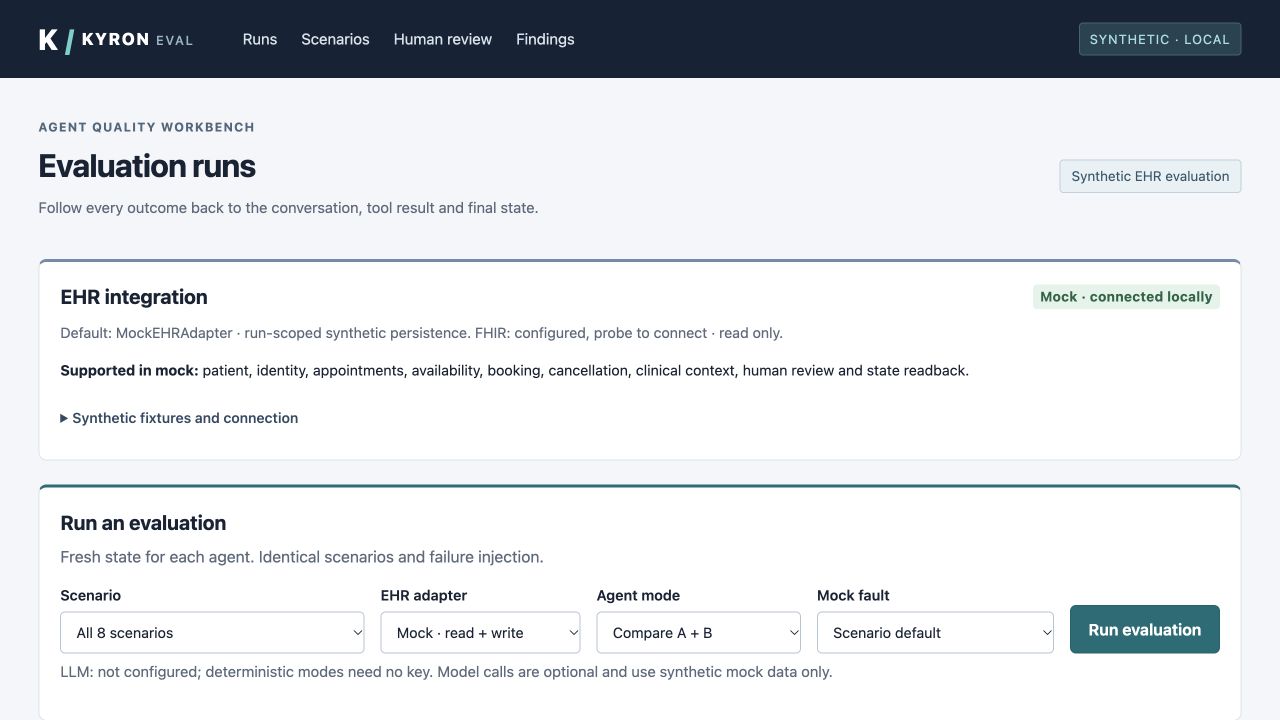 K / KYRON EVAL Runs Scenarios Human review Findings SYNTHETIC · LOCAL
AGENT QUALITY WORKBENCH
Evaluation runs
Synthetic EHR evaluation
Follow every outcome back to the conversation, tool result and final state.
EHR integration
Mock · connected locally
Default: MockEHRAdapter · run-scoped synthetic persistence. FHIR: configured, probe to connect · read only.
Supported in mock: patient, identity, appointments, availability, booking, cancellation, clinical context, human review and state readback.
Synthetic fixtures and connection
Run an evaluation
Fresh state for each agent. Identical scenarios and failure injection.
Scenario EHR adapter Agent mode Mock fault
All 8 scenarios Mock · read + write Compare A + B Scenario default Run evaluation
LLM: not configured; deterministic modes need no key. Model calls are optional and use synthetic mock data only.